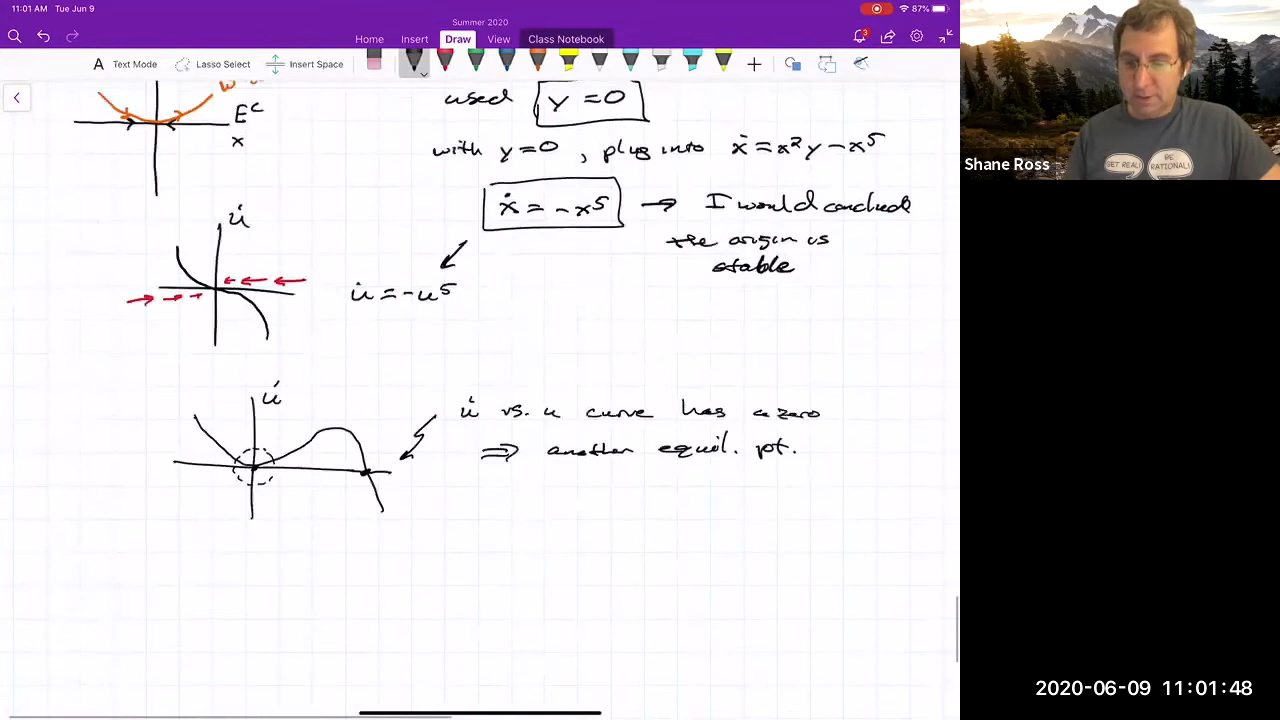 11:01 AM Tue Jun 9
87%
Summer 2020
Home Insert Draw View Class Notebook
3
A Text Mode Lasso Select Insert Space
used y = 0
E^c
x
with y=0 , plug into ẋ = x²y - x⁵
ẋ = -x⁵ → I would conclude
the origin is
stable
u̇
u̇ = -u⁵
u̇
u̇ vs. u curve has a zero
⇒ another equil. pt.
GET REAL! BE RATIONAL!
Shane Ross
2020-06-09 11:01:48